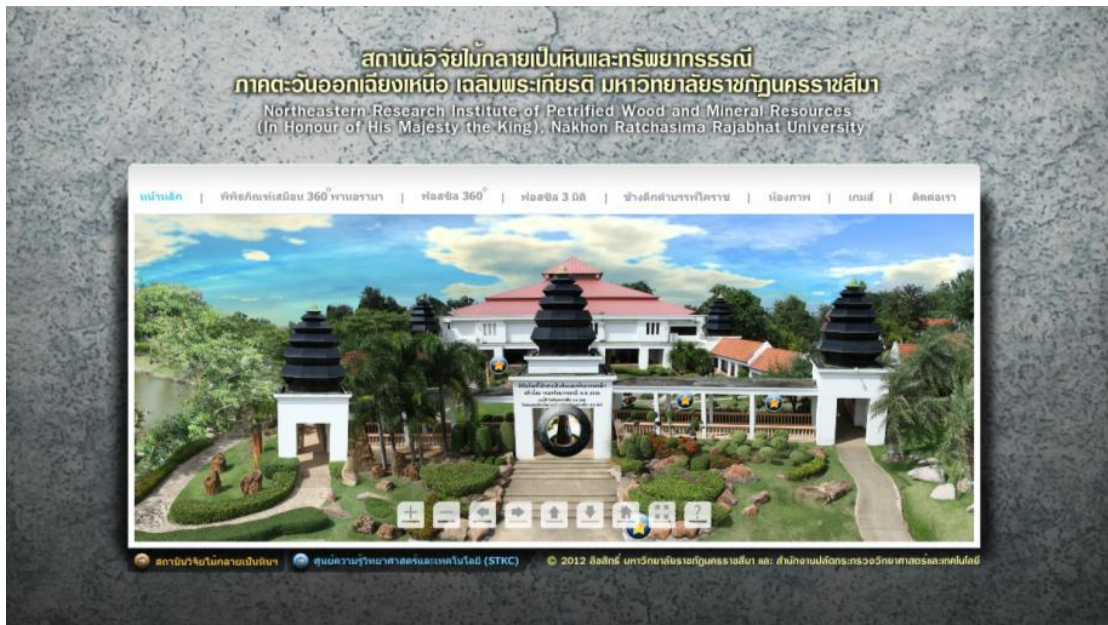 สถาบันวิจัยไม้กลายเป็นหินและทรัพยากรธรณี
ภาคตะวันออกเฉียงเหนือ เฉลิมพระเกียรติ มหาวิทยาลัยราชภัฏนครราชสีมา
Northeastern Research Institute of Petrified Wood and Mineral Resources
(In Honour of His Majesty the King), Nakhon Ratchasima Rajabhat University
หน้าหลัก | พิพิธภัณฑ์เสมือน 360° พานอรามา | ฟอสซิล 360° | ฟอสซิล 3 มิติ | ช้างดึกดำบรรพ์โคราช | ห้องภาพ | เกมส์ | ติดต่อเรา
สถาบันวิจัยไม้กลายเป็นหินฯ | ศูนย์ความรู้วิทยาศาสตร์และเทคโนโลยี (STKC) © 2012 ลิขสิทธิ์ มหาวิทยาลัยราชภัฏนครราชสีมา และ สำนักงานปลัดกระทรวงวิทยาศาสตร์และเทคโนโลยี